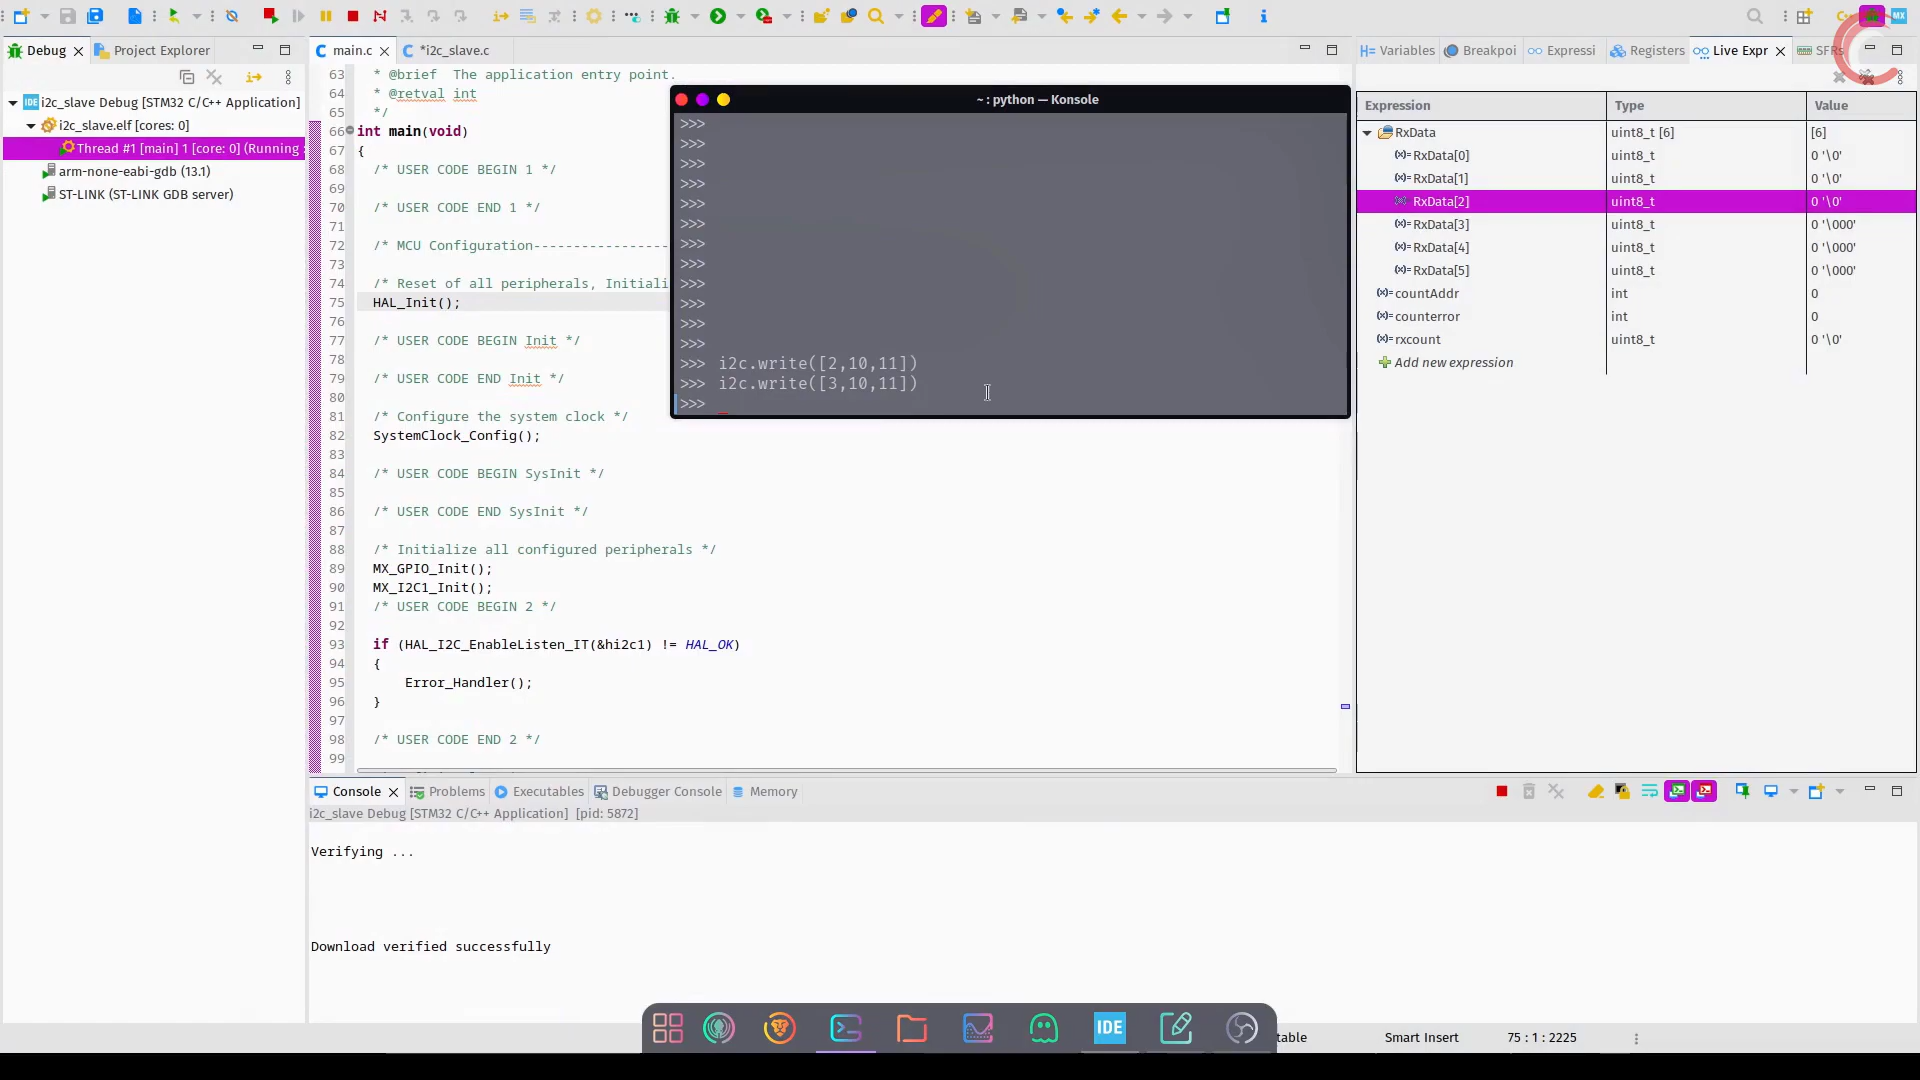 Debug
Project Explorer
i2c_slave Debug [STM32 C/C++ Application]
i2c_slave.elf [cores: 0]
Thread #1 [main] 1 [core: 0] (Running
arm-none-eabi-gdb (13.1)
ST-LINK (ST-LINK GDB server)
main.c
*i2c_slave.c
63 * @brief The application entry point.
64 * @retval int
65 */
66 int main(void)
67 {
68 /* USER CODE BEGIN 1 */
69
70 /* USER CODE END 1 */
71
72 /* MCU Configuration-----------------
73
74 /* Reset of all peripherals, Initiali
75 HAL_Init();
76
77 /* USER CODE BEGIN Init */
78
79 /* USER CODE END Init */
80
81 /* Configure the system clock */
82 SystemClock_Config();
83
84 /* USER CODE BEGIN SysInit */
85
86 /* USER CODE END SysInit */
87
88 /* Initialize all configured peripherals */
89 MX_GPIO_Init();
90 MX_I2C1_Init();
91 /* USER CODE BEGIN 2 */
92
93 if (HAL_I2C_EnableListen_IT(&hi2c1) != HAL_OK)
94 {
95 Error_Handler();
96 }
97
98 /* USER CODE END 2 */
99
~ : python — Konsole
>>>
>>>
>>>
>>>
>>>
>>>
>>>
>>>
>>>
>>>
>>>
>>>
>>> i2c.write([2,10,11])
>>> i2c.write([3,10,11])
>>>
Variables
Breakpoi
Expressi
Registers
Live Expr
SFRs
Expression Type Value
RxData uint8_t [6] [6]
RxData[0] uint8_t 0 '\0'
RxData[1] uint8_t 0 '\0'
RxData[2] uint8_t 0 '\0'
RxData[3] uint8_t 0 '\000'
RxData[4] uint8_t 0 '\000'
RxData[5] uint8_t 0 '\000'
countAddr int 0
counterror int 0
rxcount uint8_t 0 '\0'
Add new expression
Console
Problems
Executables
Debugger Console
Memory
i2c_slave Debug [STM32 C/C++ Application] [pid: 5872]
Verifying ...
Download verified successfully
IDE
table
Smart Insert
75 : 1 : 2225